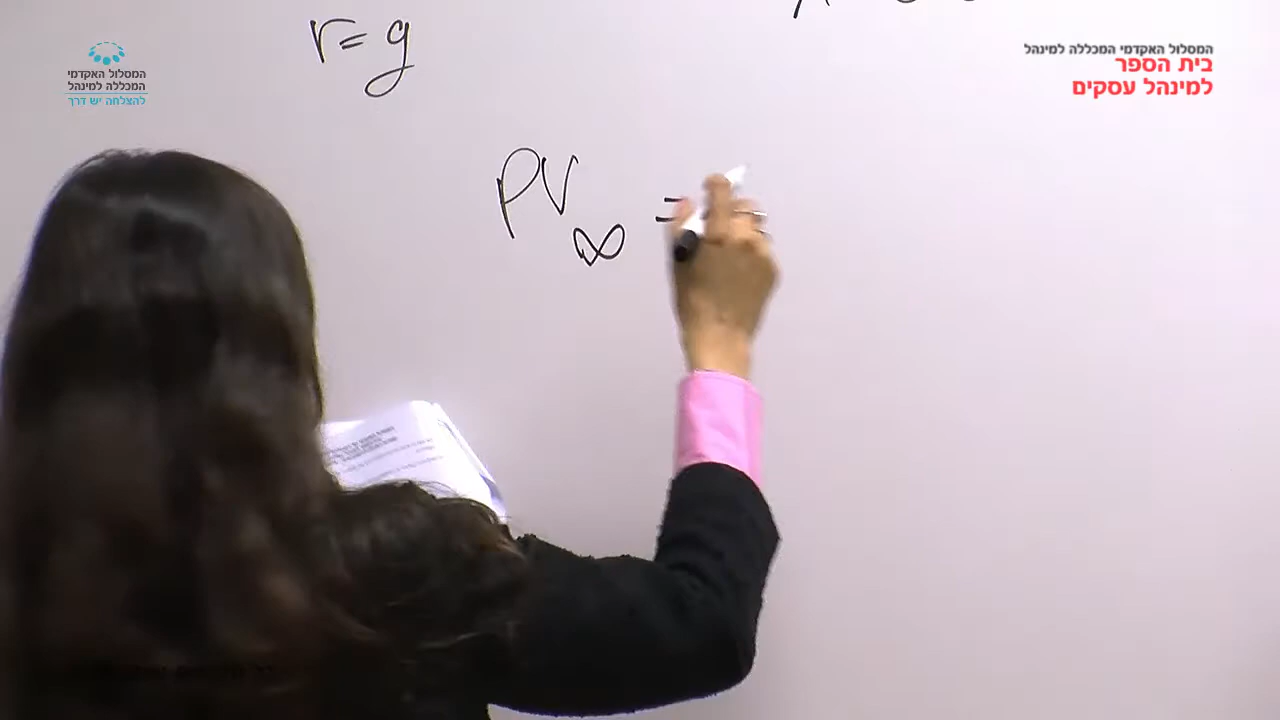 המסלול האקדמי
המכללה למינהל
להצלחה יש דרך
המסלול האקדמי המכללה למינהל
בית הספר
למינהל עסקים
r=g
PV∞ =